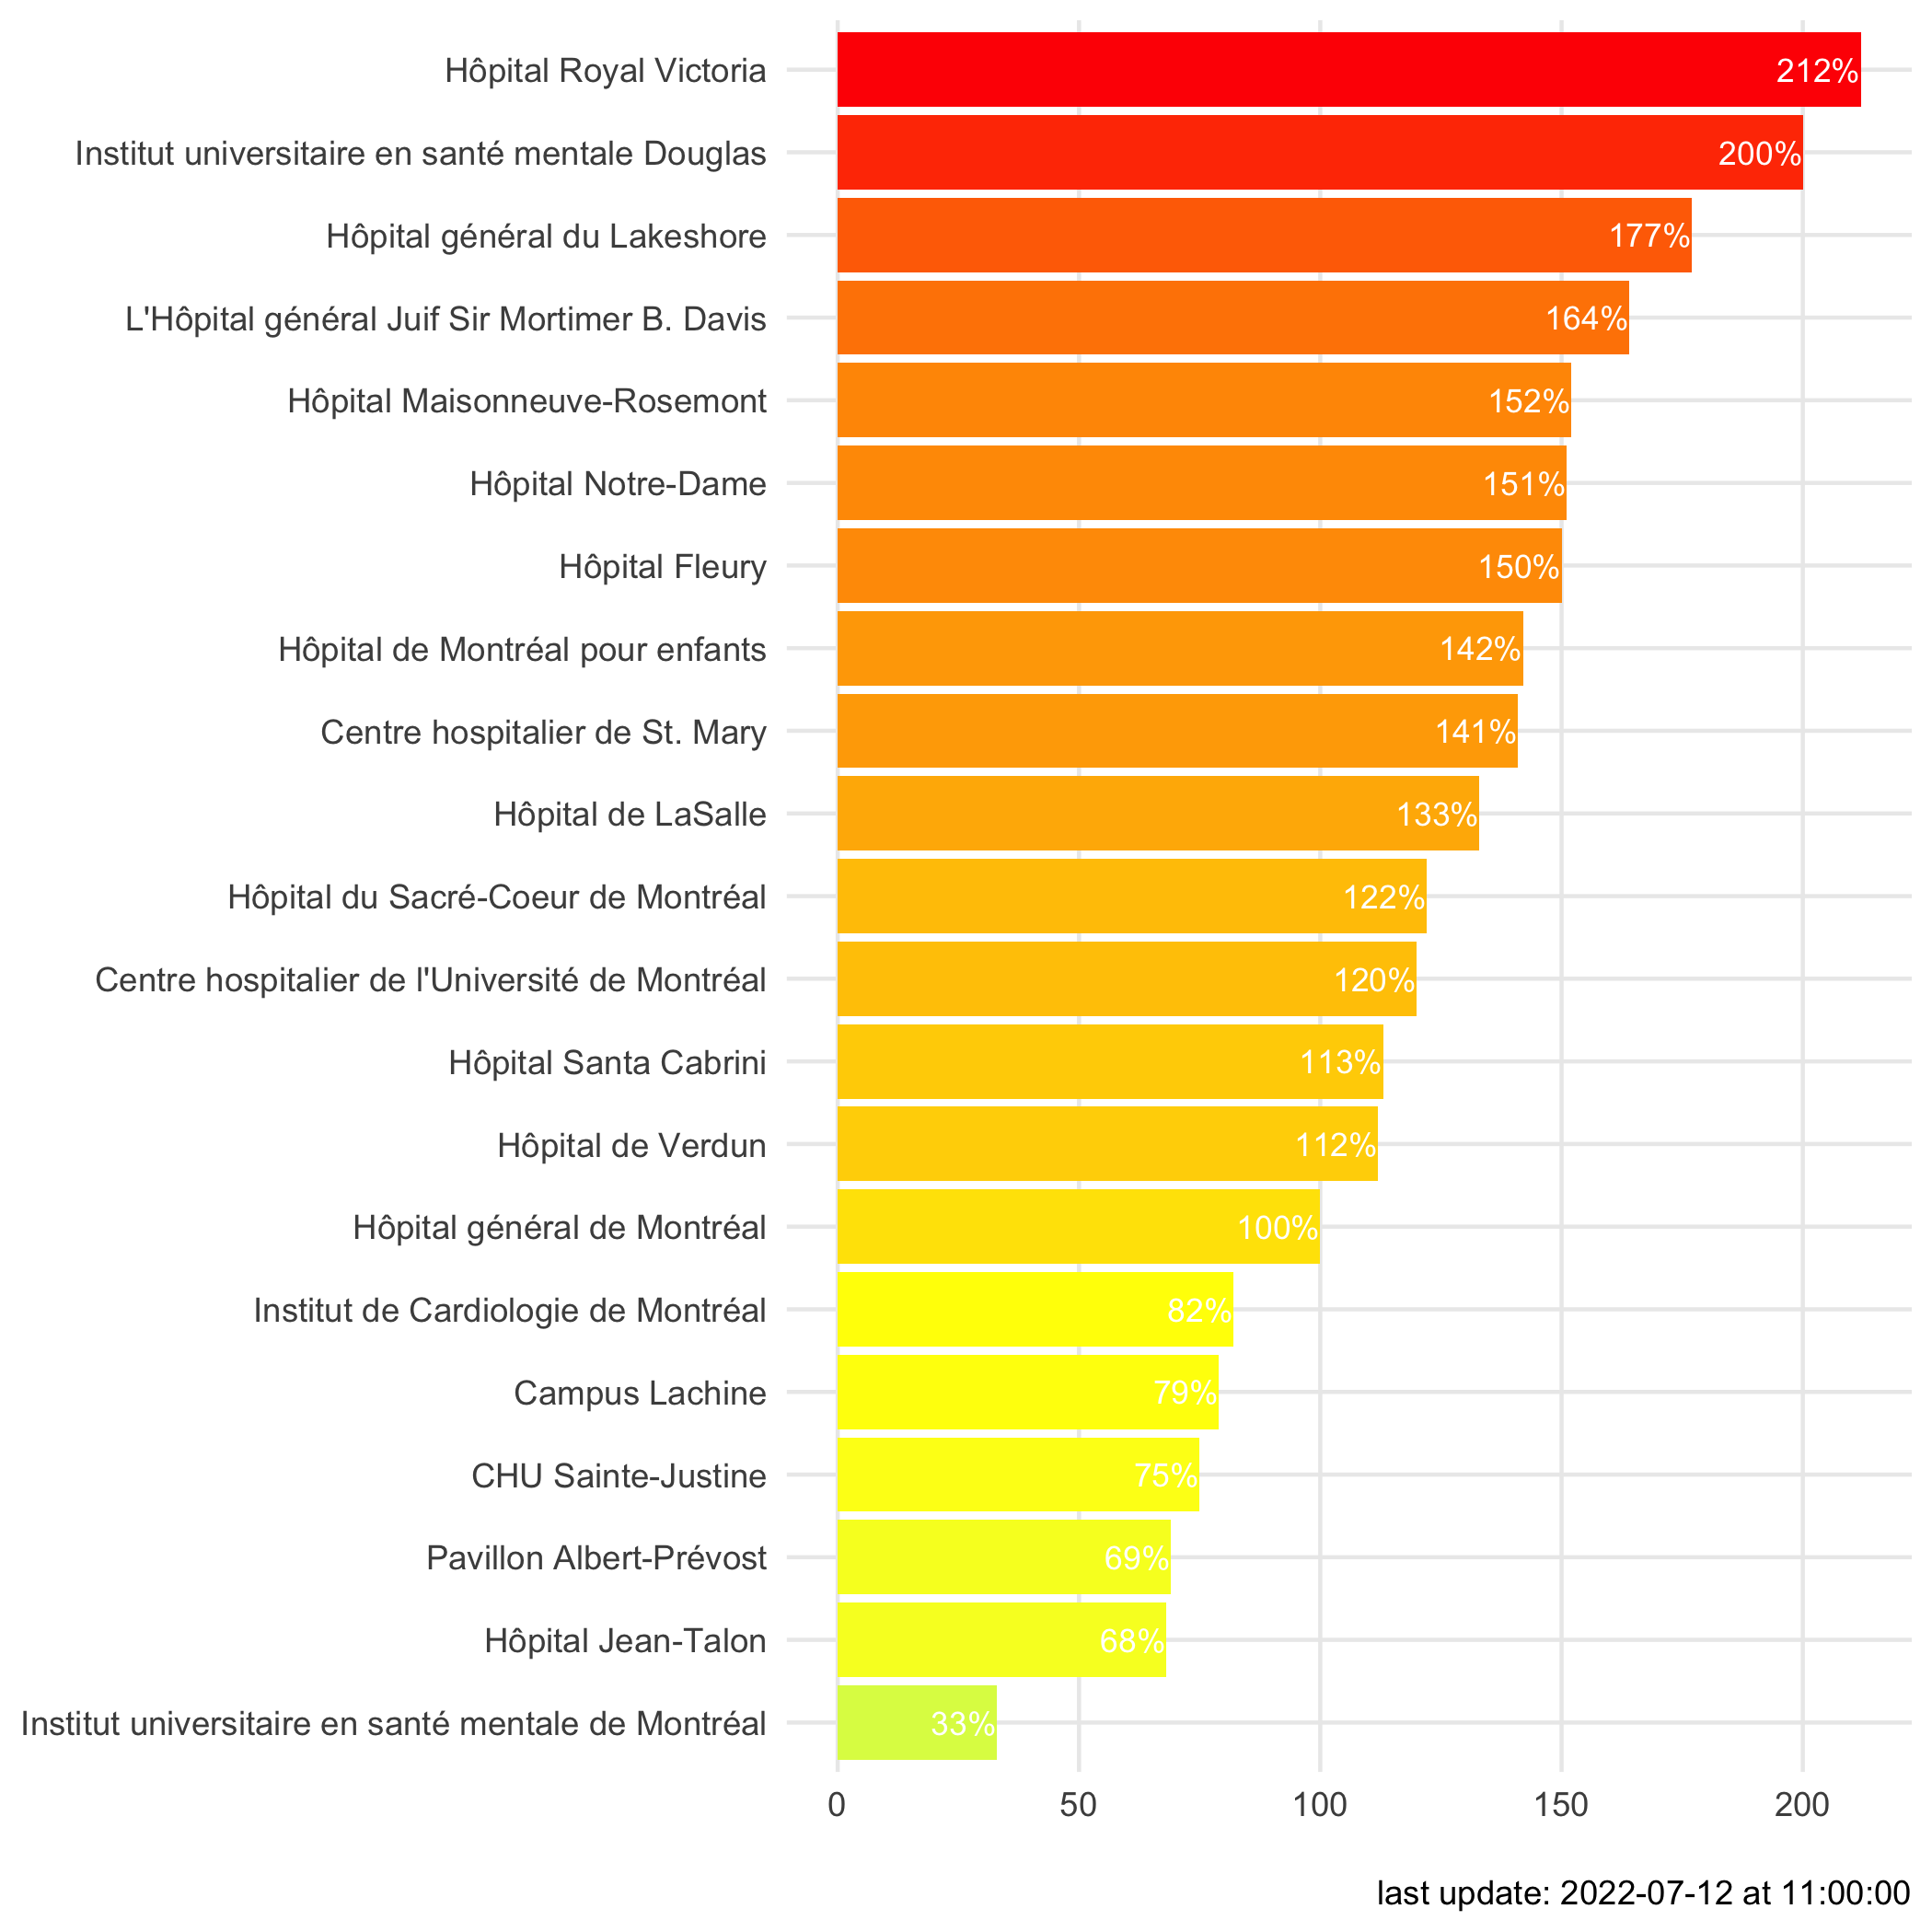 Hôpital Royal Victoria 212%
Institut universitaire en santé mentale Douglas 200%
Hôpital général du Lakeshore 177%
L'Hôpital général Juif Sir Mortimer B. Davis 164%
Hôpital Maisonneuve-Rosemont 152%
Hôpital Notre-Dame 151%
Hôpital Fleury 150%
Hôpital de Montréal pour enfants 142%
Centre hospitalier de St. Mary 141%
Hôpital de LaSalle 133%
Hôpital du Sacré-Coeur de Montréal 122%
Centre hospitalier de l'Université de Montréal 120%
Hôpital Santa Cabrini 113%
Hôpital de Verdun 112%
Hôpital général de Montréal 100%
Institut de Cardiologie de Montréal 82%
Campus Lachine 79%
CHU Sainte-Justine 75%
Pavillon Albert-Prévost 69%
Hôpital Jean-Talon 68%
Institut universitaire en santé mentale de Montréal 33%
0 50 100 150 200
last update: 2022-07-12 at 11:00:00